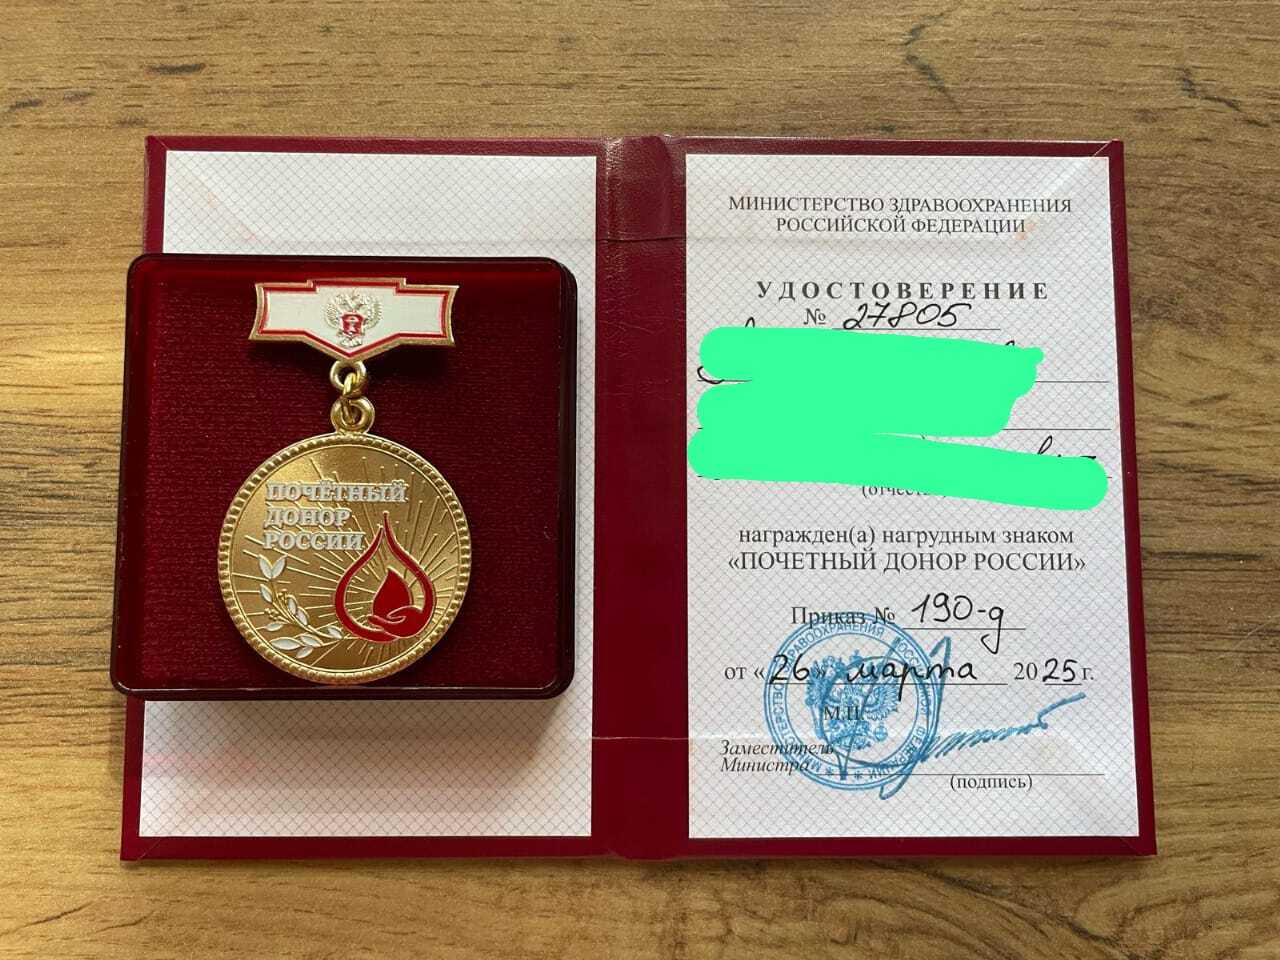 ПОЧЁТНЫЙ
ДОНОР
РОССИИ
МИНИСТЕРСТВО ЗДРАВООХРАНЕНИЯ
РОССИЙСКОЙ ФЕДЕРАЦИИ
УДОСТОВЕРЕНИЕ
№ 27805
награжден(а) нагрудным знаком
«ПОЧЕТНЫЙ ДОНОР РОССИИ»
Приказ № 190-д
от «26» марта 2025 г.
М.П.
Заместитель
Министра
(подпись)